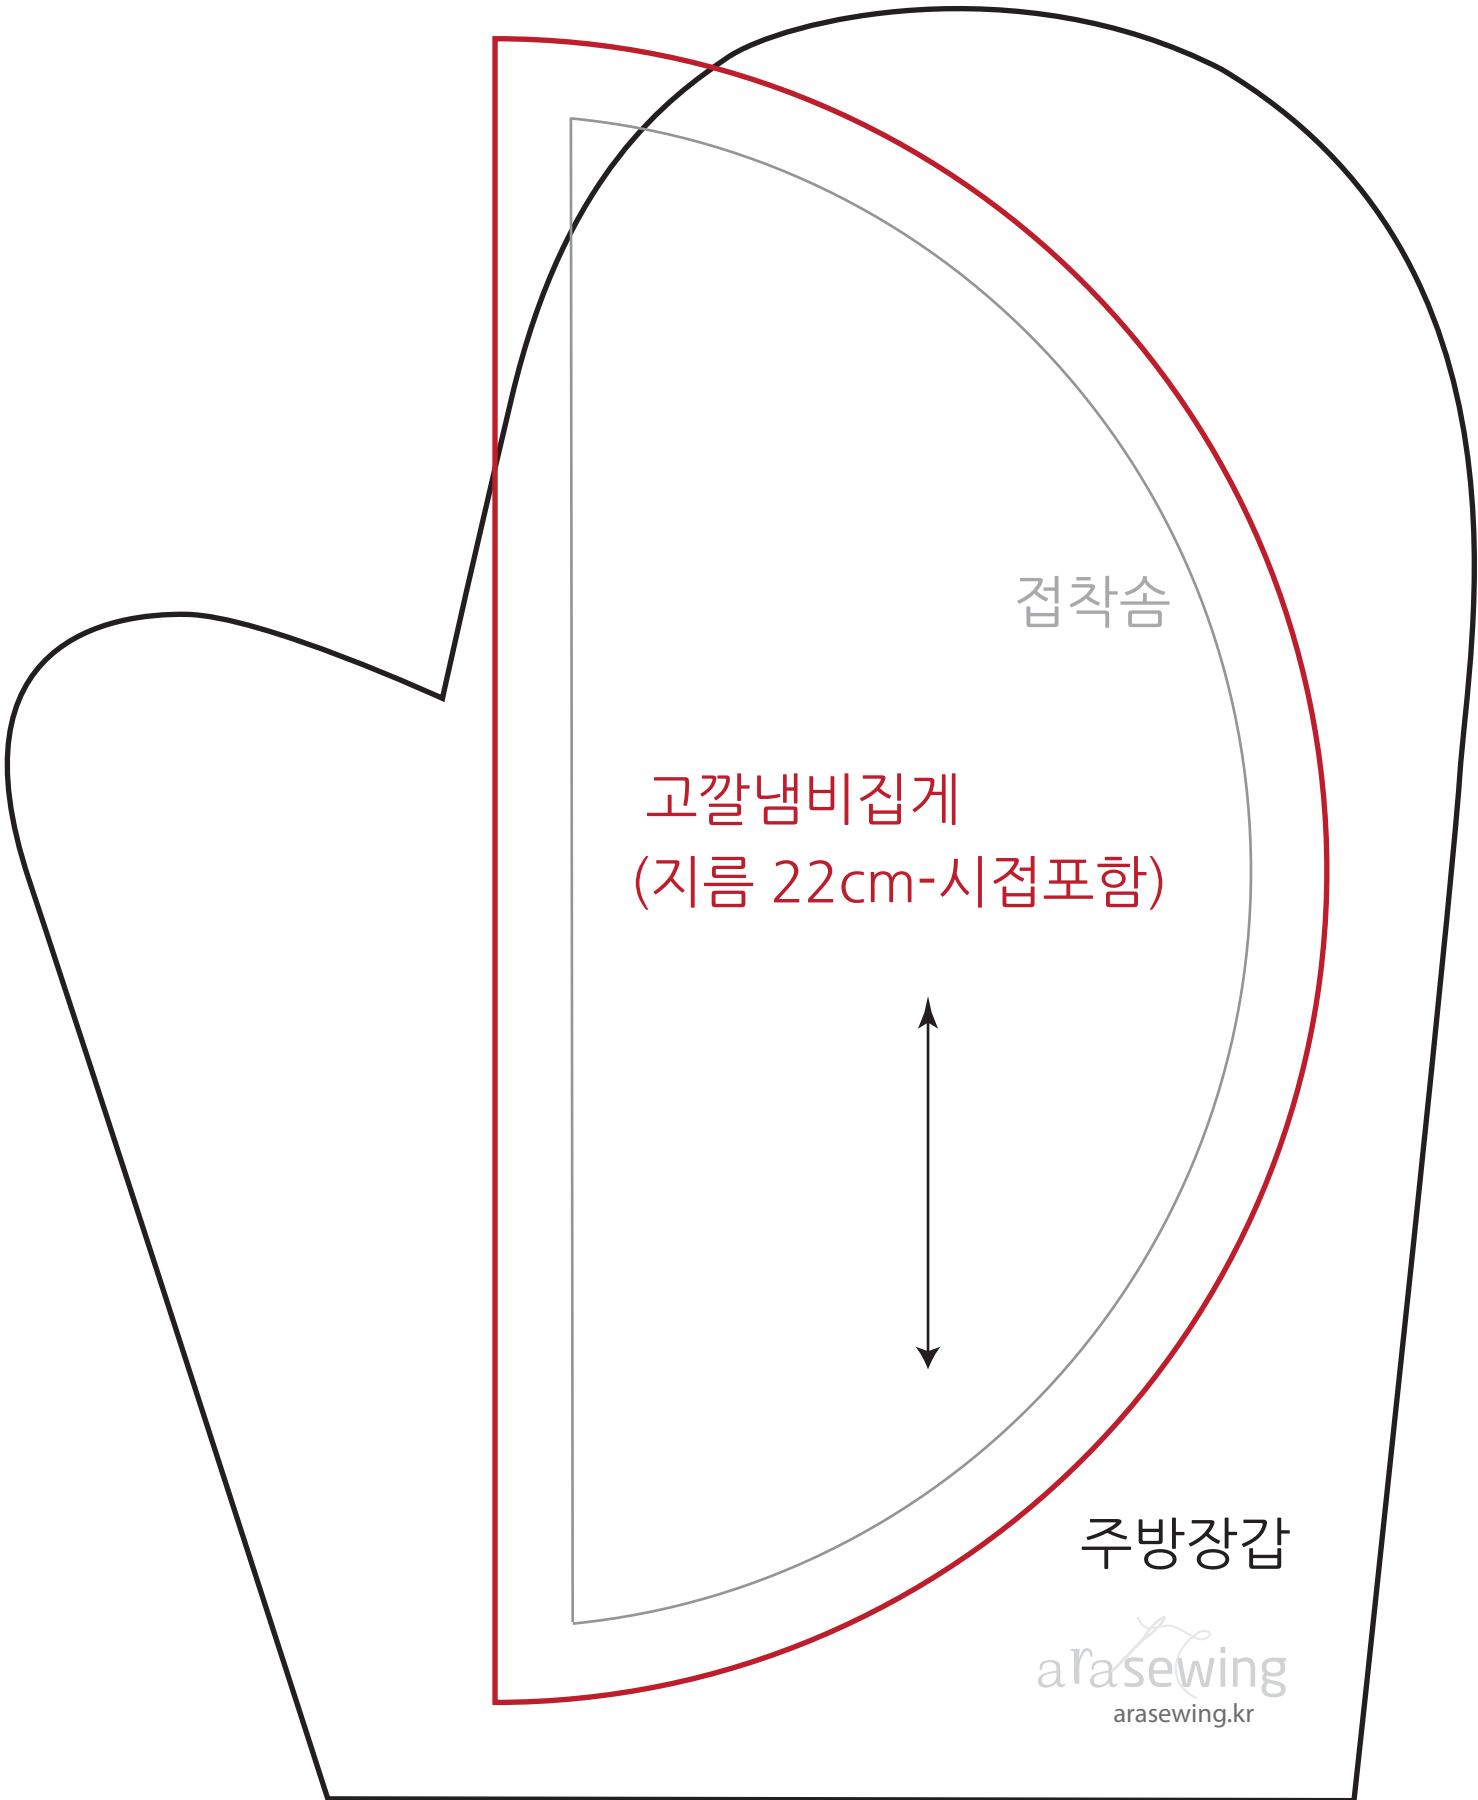 접착솜
고깔냄비집게
(지름 22cm-시접포함)
주방장갑
arasewing
arasewing.kr